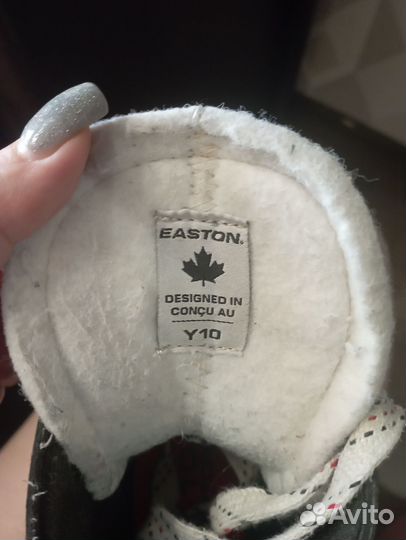 EASTON.
DESIGNED IN
CONÇU AU
Y10
Avito